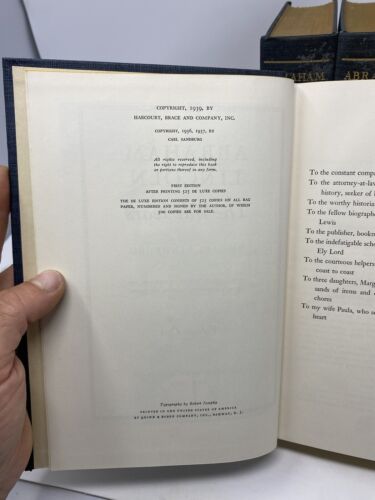 COPYRIGHT, 1939, BY
HARCOURT, BRACE AND COMPANY, INC.
COPYRIGHT, 1936, 1937, BY
CARL SANDBURG
All rights reserved, including
the right to reproduce this book
or portions thereof in any form.
FIRST EDITION
AFTER PRINTING 525 DE LUXE COPIES
THE DE LUXE EDITION CONSISTS OF 525 COPIES ON ALL RAG
PAPER, NUMBERED AND SIGNED BY THE AUTHOR, OF WHICH
500 COPIES ARE FOR SALE.
Typography by Robert Josephy
PRINTED IN THE UNITED STATES OF AMERICA
BY QUINN & BODEN COMPANY, INC., RAHWAY, N. J.
To the constant comp
To the attorney-at-la
history, seeker of
To the worthy historia
To the fellow biographe
Lewis
To the publisher, bookm
To the indefatigable scho
Ely Lord
To the courteous helpers
coast to coast
To three daughters, Marg
sands of items and
chores
To my wife Paula, who
heart
AHAM
ABRA